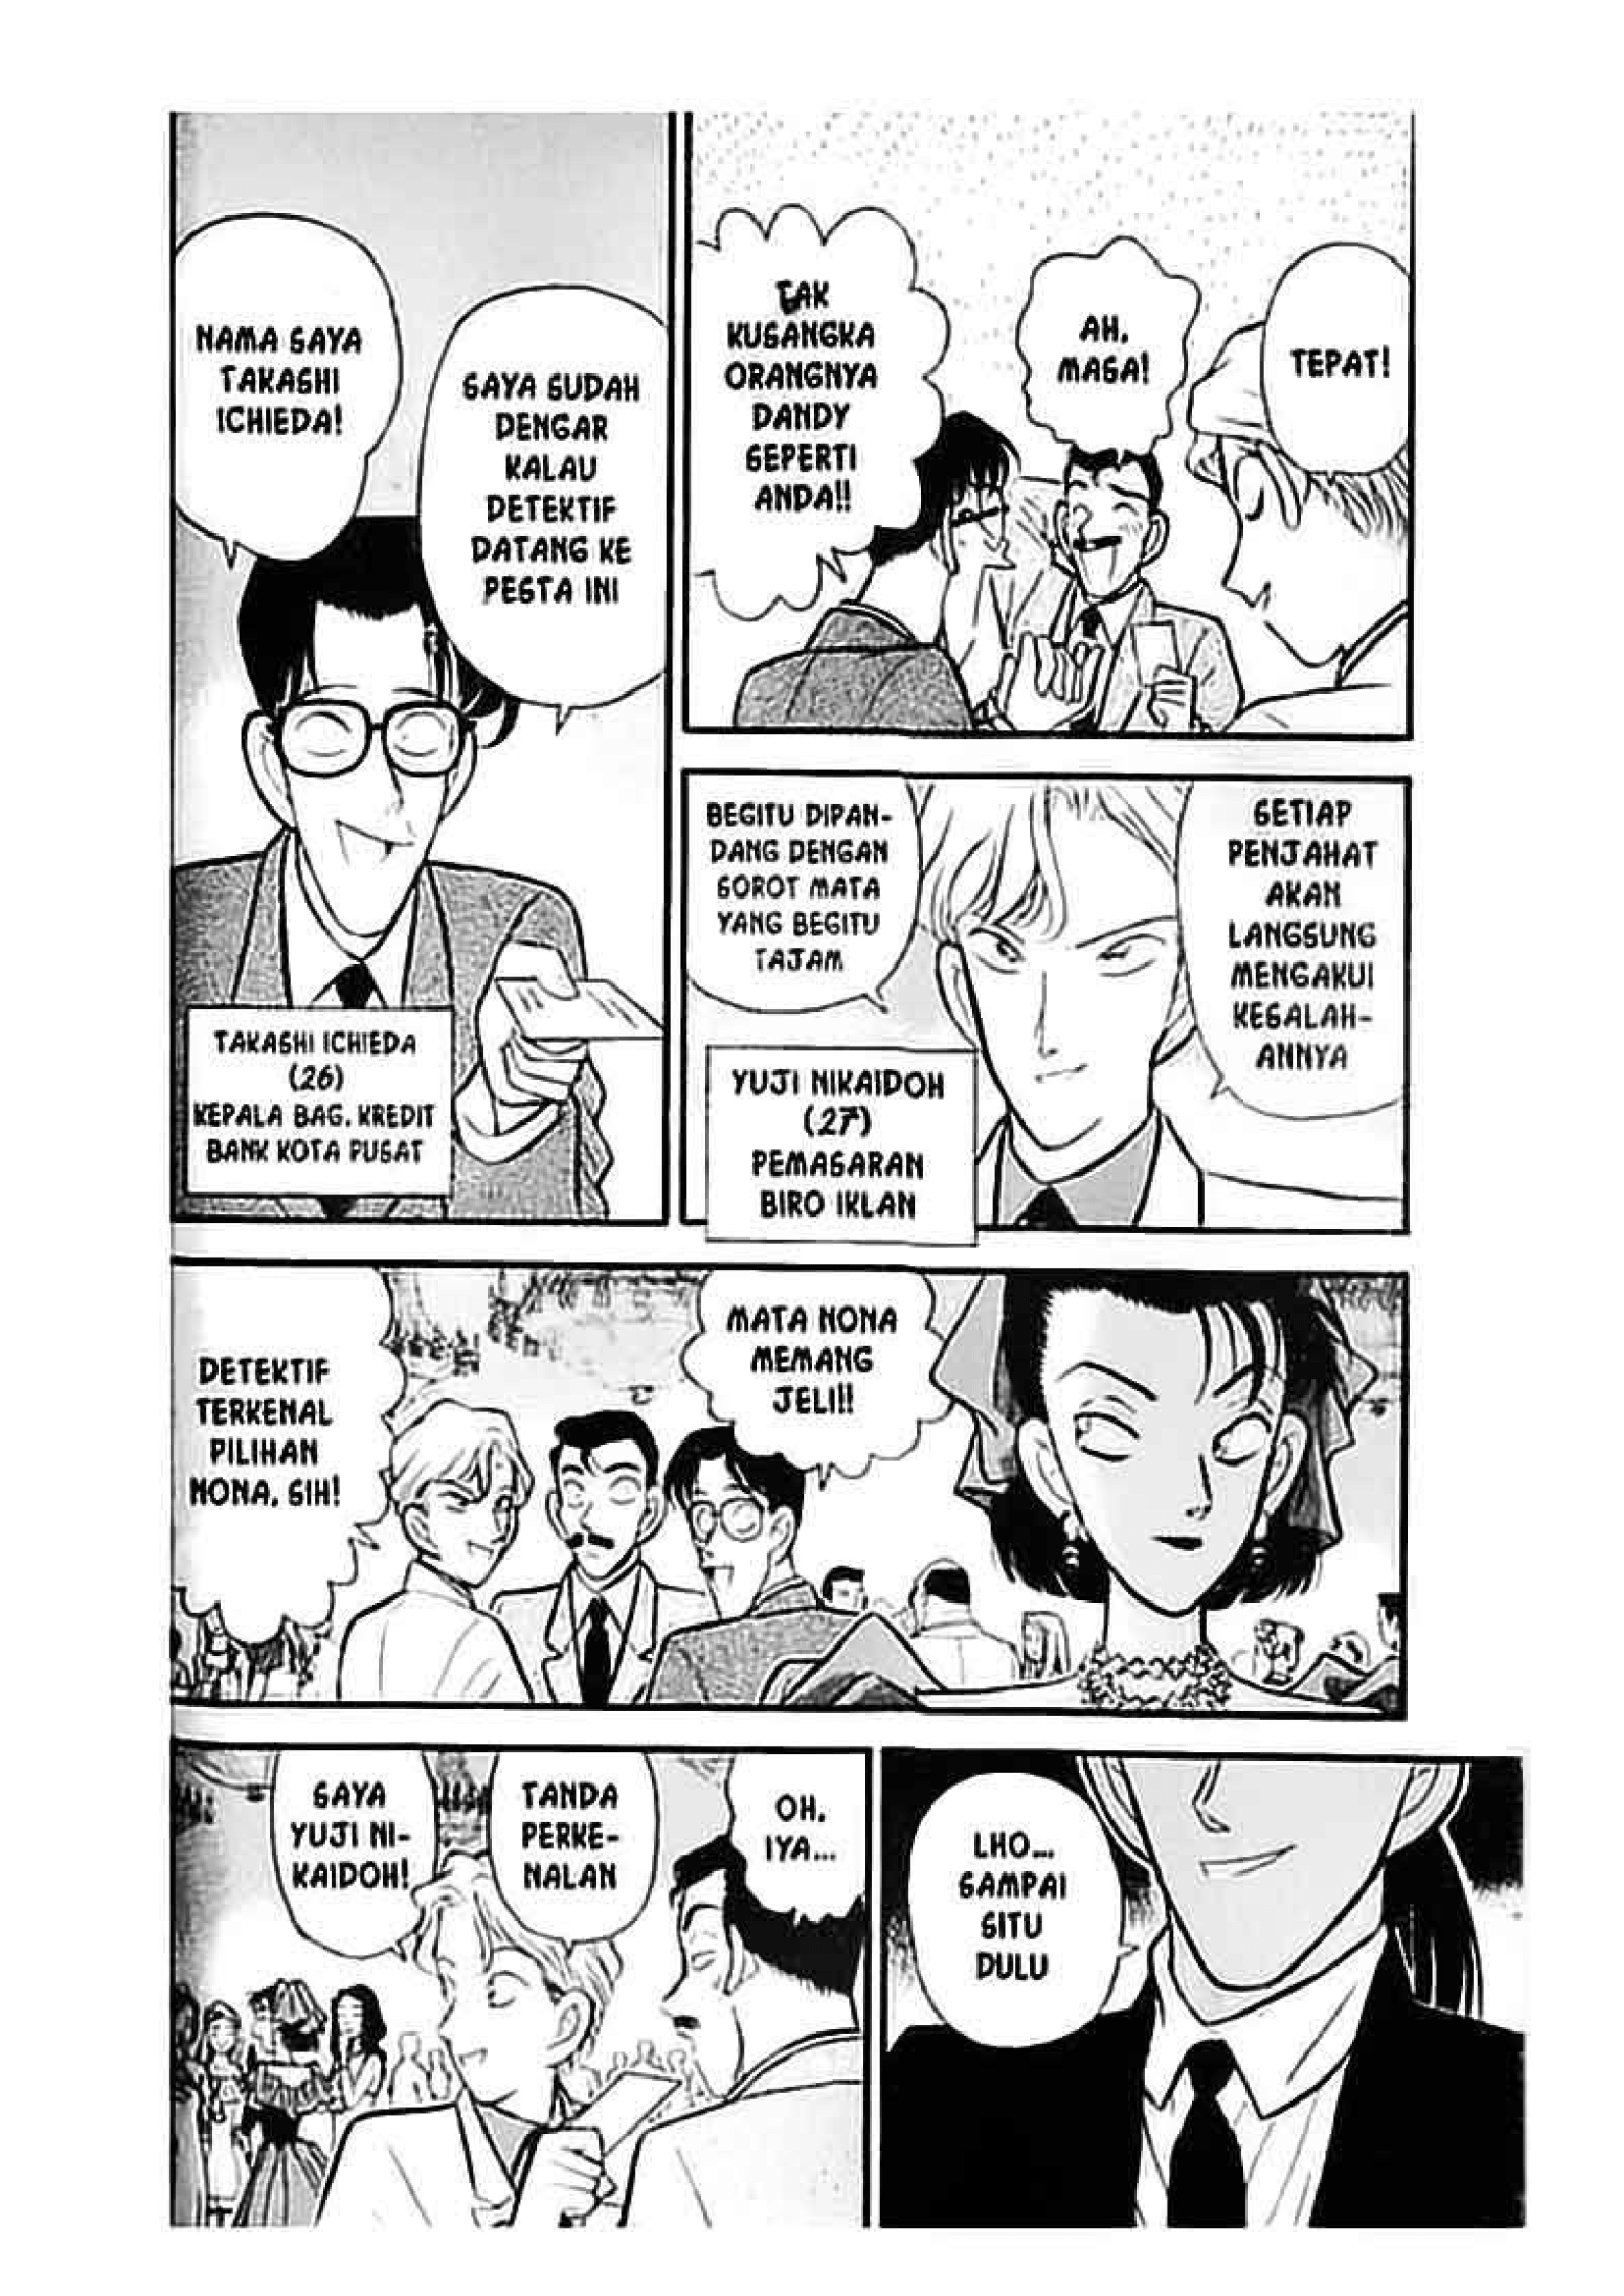 NAMA SAYA
TAKASHI
ICHIEDA!
SAYA SUDAH
DENGAR
KALAU
DETEKTIF
DATANG KE
PESTA INI
TAKASHI ICHIEDA
(26)
KEPALA BAG. KREDIT
BANK KOTA PUSAT
TAK
KUSANGKA
ORANGNYA
DANDY
SEPERTI
ANDA!!
AH,
MASA!
TEPAT!
BEGITU DIPAN-
DANG DENGAN
SOROT MATA
YANG BEGITU
TAJAM
SETIAP
PENJAHAT
AKAN
LANGSUNG
MENGAKUI
KESALAH-
ANNYA
YUJI NIKAIDOH
(27)
PEMASARAN
BIRO IKLAN
DETEKTIF
TERKENAL
PILIHAN
NONA, SIH!
MATA NONA
MEMANG
JELI!!
SAYA
YUJI NI-
KAIDOH!
TANDA
PERKE-
NALAN
OH,
IYA...
LHO...
SAMPAI
SITU
DULU